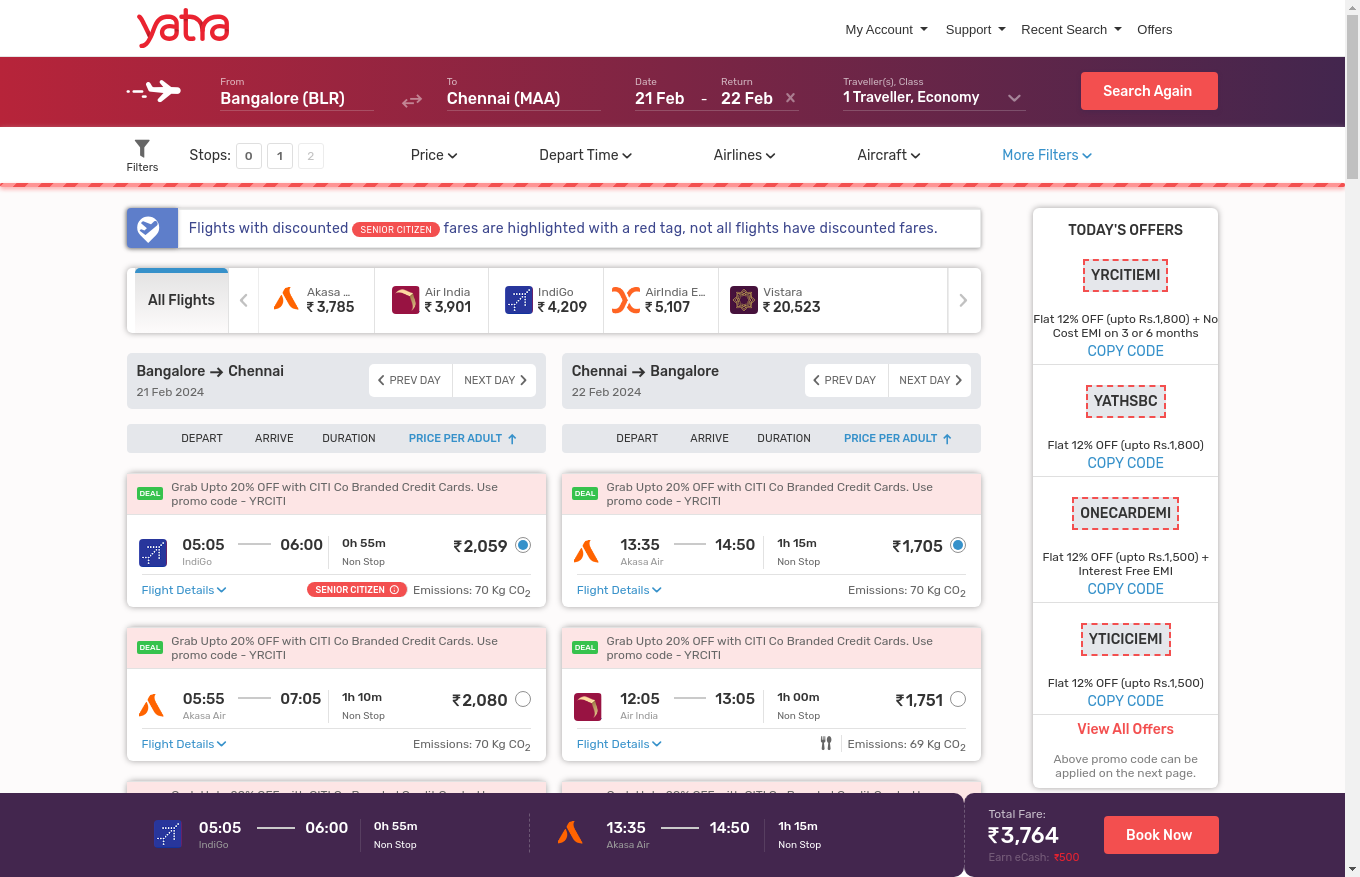 yatra
My Account
Support
Recent Search
Offers
From
Bangalore (BLR)
To
Chennai (MAA)
Date
21 Feb
-
Return
22 Feb
Traveller(s), Class
1 Traveller, Economy
Search Again
Filters
Stops: 0 1 2
Price
Depart Time
Airlines
Aircraft
More Filters
Flights with discounted SENIOR CITIZEN fares are highlighted with a red tag, not all flights have discounted fares.
All Flights
Akasa ...
₹ 3,785
Air India
₹ 3,901
IndiGo
₹ 4,209
AirIndia E...
₹ 5,107
Vistara
₹ 20,523
Bangalore → Chennai
21 Feb 2024
PREV DAY
NEXT DAY
DEPART ARRIVE DURATION PRICE PER ADULT
DEAL
Grab Upto 20% OFF with CITI Co Branded Credit Cards. Use
promo code - YRCITI
05:05 06:00 0h 55m ₹2,059
IndiGo Non Stop
Flight Details SENIOR CITIZEN Emissions: 70 Kg CO2
DEAL
Grab Upto 20% OFF with CITI Co Branded Credit Cards. Use
promo code - YRCITI
05:55 07:05 1h 10m ₹2,080
Akasa Air Non Stop
Flight Details Emissions: 70 Kg CO2
Chennai → Bangalore
22 Feb 2024
PREV DAY
NEXT DAY
DEPART ARRIVE DURATION PRICE PER ADULT
DEAL
Grab Upto 20% OFF with CITI Co Branded Credit Cards. Use
promo code - YRCITI
13:35 14:50 1h 15m ₹1,705
Akasa Air Non Stop
Flight Details Emissions: 70 Kg CO2
DEAL
Grab Upto 20% OFF with CITI Co Branded Credit Cards. Use
promo code - YRCITI
12:05 13:05 1h 00m ₹1,751
Air India Non Stop
Flight Details Emissions: 69 Kg CO2
TODAY'S OFFERS
YRCITIEMI
Flat 12% OFF (upto Rs.1,800) + No
Cost EMI on 3 or 6 months
COPY CODE
YATHSBC
Flat 12% OFF (upto Rs.1,800)
COPY CODE
ONECARDEMI
Flat 12% OFF (upto Rs.1,500) +
Interest Free EMI
COPY CODE
YTICICIEMI
Flat 12% OFF (upto Rs.1,500)
COPY CODE
View All Offers
Above promo code can be
applied on the next page.
05:05 06:00 0h 55m
IndiGo Non Stop
13:35 14:50 1h 15m
Akasa Air Non Stop
Total Fare:
₹3,764
Earn eCash: ₹500
Book Now